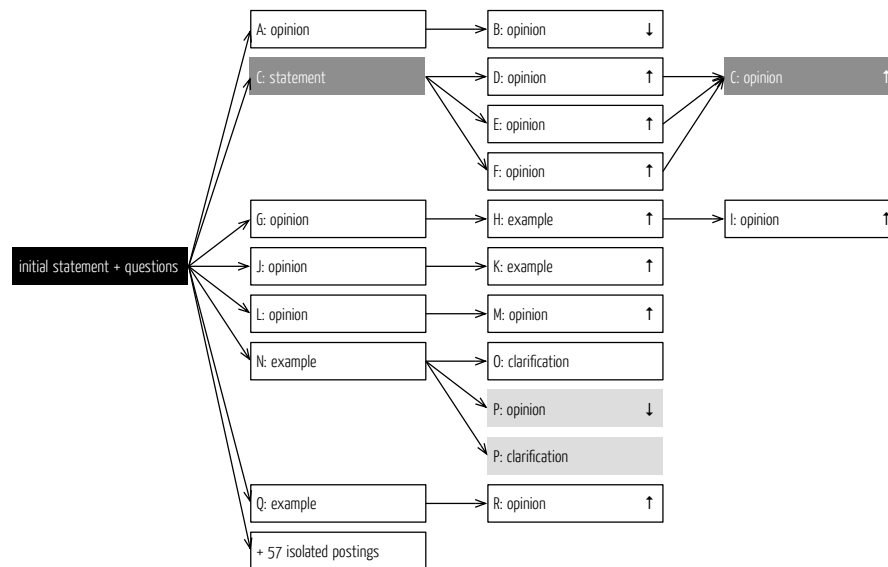 A: opinion
B: opinion ↓
C: statement
D: opinion ↑
C: opinion ↑
E: opinion ↑
F: opinion ↑
G: opinion
H: example ↑
I: opinion ↑
initial statement + questions
J: opinion
K: example ↑
L: opinion
M: opinion ↑
N: example
O: clarification
P: opinion ↓
P: clarification
Q: example
R: opinion ↑
+ 57 isolated postings